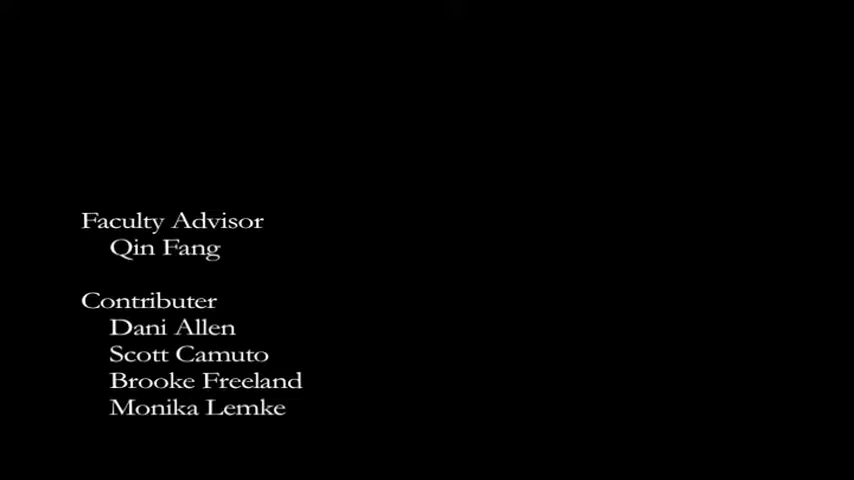 Faculty Advisor
Qin Fang
Contributer
Dani Allen
Scott Camuto
Brooke Freeland
Monika Lemke